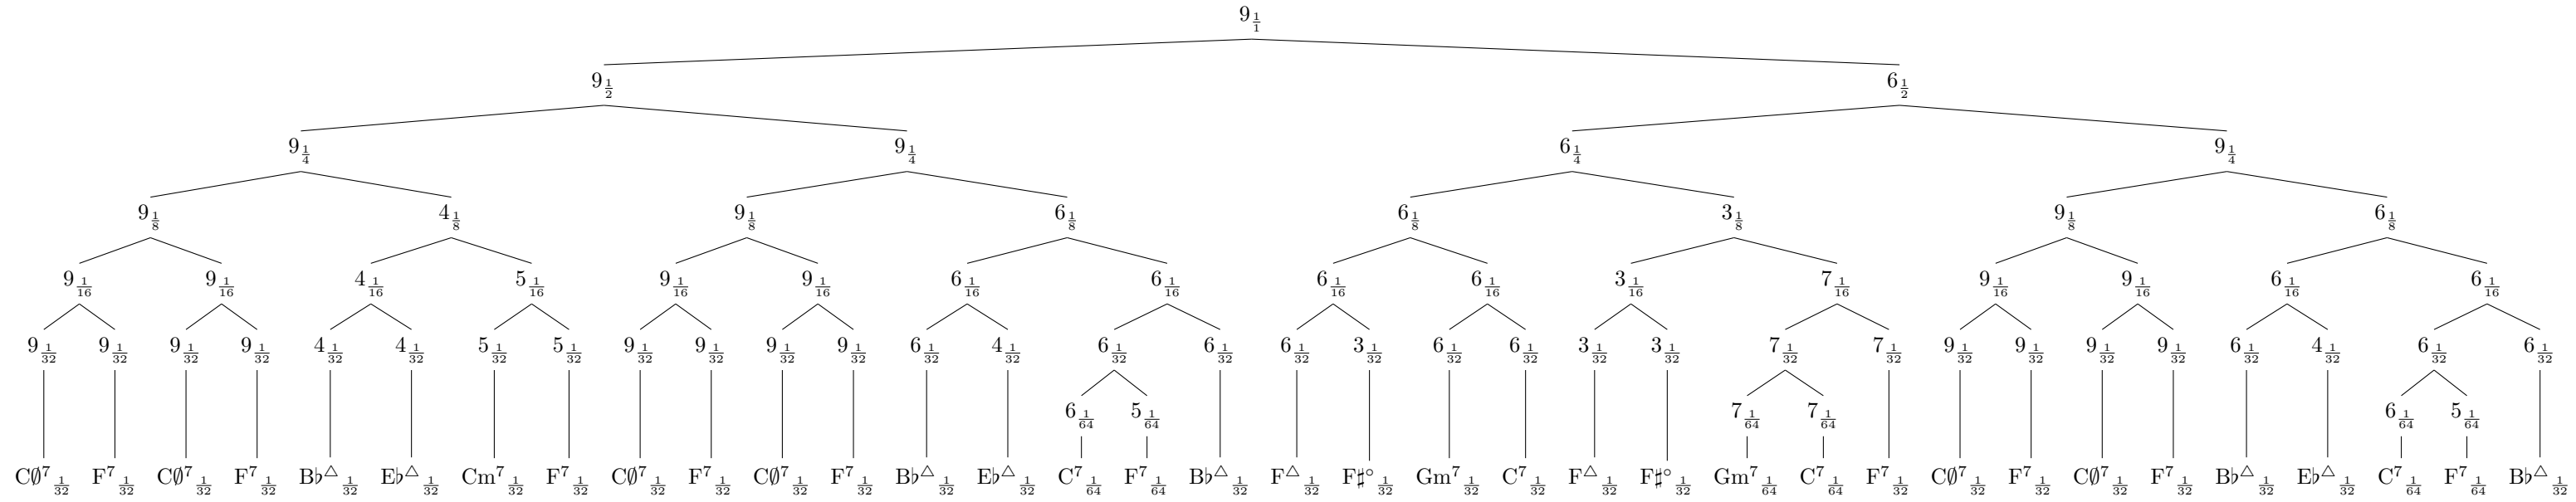 9 1/1
9 1/2 6 1/2
9 1/4 9 1/4 6 1/4 9 1/4
9 1/8 4 1/8 9 1/8 6 1/8 6 1/8 3 1/8 9 1/8 6 1/8
9 1/16 9 1/16 4 1/16 5 1/16 9 1/16 9 1/16 6 1/16 6 1/16 6 1/16 6 1/16 3 1/16 7 1/16 9 1/16 9 1/16 6 1/16 6 1/16
9 1/32 9 1/32 9 1/32 9 1/32 4 1/32 4 1/32 5 1/32 5 1/32 9 1/32 9 1/32 9 1/32 9 1/32 6 1/32 4 1/32 6 1/32 6 1/32 6 1/32 3 1/32 6 1/32 6 1/32 3 1/32 3 1/32 7 1/32 7 1/32 9 1/32 9 1/32 9 1/32 9 1/32 6 1/32 4 1/32 6 1/32 6 1/32
6 1/64 5 1/64 7 1/64 7 1/64 6 1/64 5 1/64
C∅⁷ 1/32 F⁷ 1/32 C∅⁷ 1/32 F⁷ 1/32 B♭△ 1/32 E♭△ 1/32 Cm⁷ 1/32 F⁷ 1/32 C∅⁷ 1/32 F⁷ 1/32 C∅⁷ 1/32 F⁷ 1/32 B♭△ 1/32 E♭△ 1/32 C⁷ 1/64 F⁷ 1/64 B♭△ 1/32 F△ 1/32 F♯° 1/32 Gm⁷ 1/32 C⁷ 1/32 F△ 1/32 F♯° 1/32 Gm⁷ 1/64 C⁷ 1/64 F⁷ 1/32 C∅⁷ 1/32 F⁷ 1/32 C∅⁷ 1/32 F⁷ 1/32 B♭△ 1/32 E♭△ 1/32 C⁷ 1/64 F⁷ 1/64 B♭△ 1/32